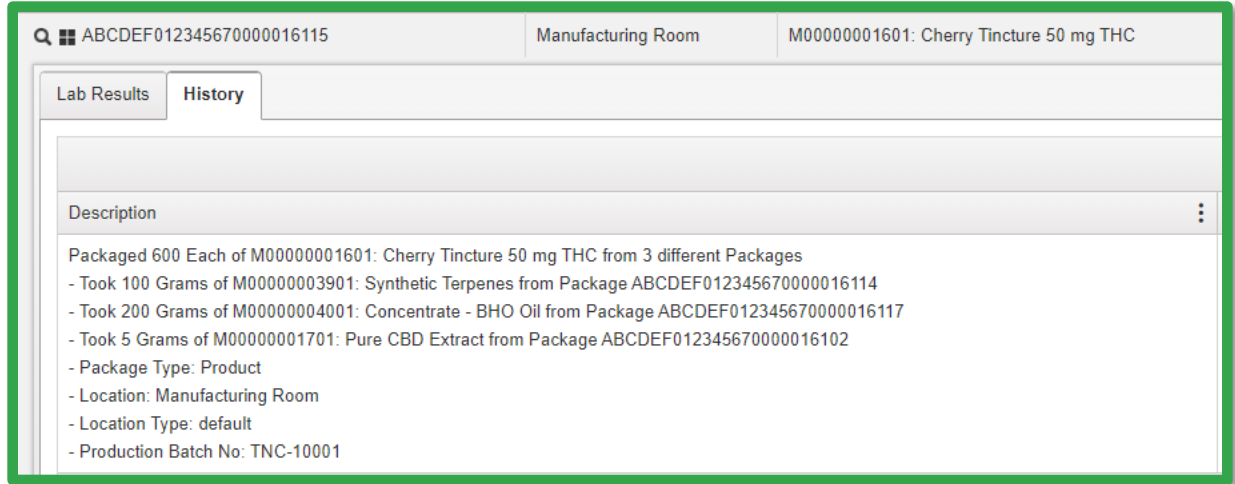 ABCDEF012345670000016115 Manufacturing Room M00000001601: Cherry Tincture 50 mg THC
Lab Results History
Description
Packaged 600 Each of M00000001601: Cherry Tincture 50 mg THC from 3 different Packages
- Took 100 Grams of M00000003901: Synthetic Terpenes from Package ABCDEF012345670000016114
- Took 200 Grams of M00000004001: Concentrate - BHO Oil from Package ABCDEF012345670000016117
- Took 5 Grams of M00000001701: Pure CBD Extract from Package ABCDEF012345670000016102
- Package Type: Product
- Location: Manufacturing Room
- Location Type: default
- Production Batch No: TNC-10001